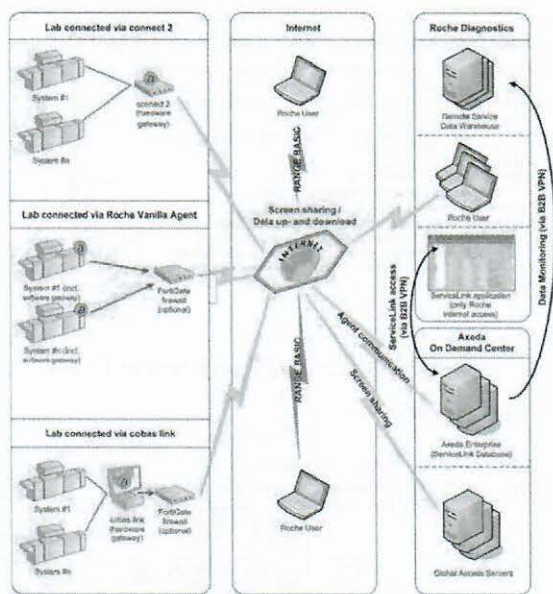 Lab connected via connect 2
System #1
System #n
@
connect 2
(hardware
gateway)
Lab connected via Roche Vanilla Agent
@
System #1 (incl.
software gateway)
@
System #n (incl.
software gateway)
FortiGate
firewall
(optional)
Lab connected via cobas link
System #1
System #n
@
cobas link
(hardware
gateway)
FortiGate
firewall
(optional)
Internet
Roche User
RANGE BASIC
Screen sharing /
Data up- and download
INTERNET
RANGE BASIC
Roche User
Agent communication
Screen sharing
Roche Diagnostics
Remote Service
Data Warehouse
Roche User
ServiceLink application
(only Roche
internal access)
ServiceLink access
(via B2B VPN)
Data Monitoring (via B2B VPN)
Axeda
On Demand Center
Axeda Enterprise
(ServiceLink Database)
Global Access Servers